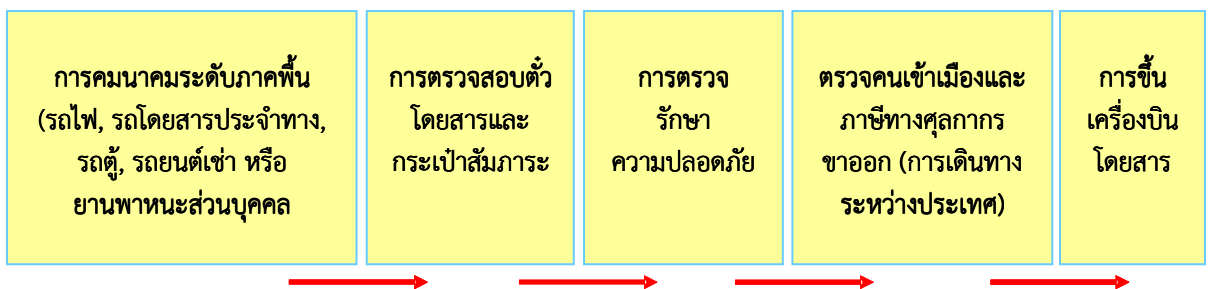 การคมนาคมระดับภาคพื้น
(รถไฟ, รถโดยสารประจำทาง,
รถตู้, รถยนต์เช่า หรือ
ยานพาหนะส่วนบุคคล
การตรวจสอบตั๋ว
โดยสารและ
กระเป๋าสัมภาระ
การตรวจ
รักษา
ความปลอดภัย
ตรวจคนเข้าเมืองและ
ภาษีทางศุลกากร
ขาออก (การเดินทาง
ระหว่างประเทศ)
การขึ้น
เครื่องบิน
โดยสาร